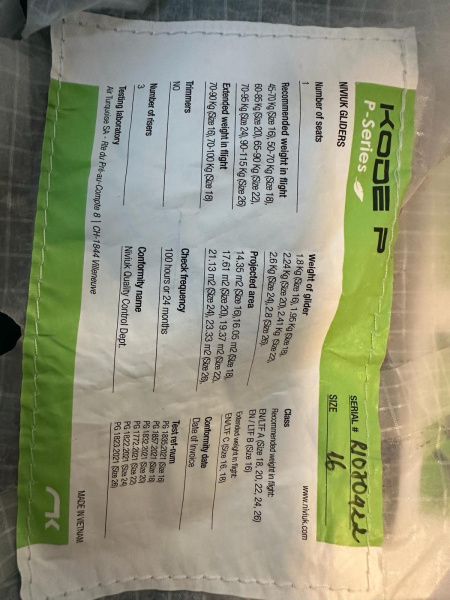 KODE P
P-Series
SERIAL #
SIZE 16
NIVIUK GLIDERS
www.niviuk.com
Number of seats
1
Recommended weight in flight
45-70 kg (Size 16), 50-70 Kg (Size 18),
60-85 Kg (Size 20), 65-90 Kg (Size 22),
70-95 Kg (Size 24), 90-115 Kg (Size 26)
Extended weight in flight
70-90 Kg (Size 16), 70-100 Kg (Size 18)
Trimmers
NO
Number of risers
3
Testing laboratory
Air Turquoise SA - Rte du Pré-au-Compte 8 | CH-1844 Villeneuve
Weight of glider
1.8 Kg (Size 16), 1.95 Kg (Size 18),
2.24 Kg (Size 20), 2.41 Kg (Size 22),
2.6 Kg (Size 24), 2.8 (Size 26),
Projected area
14.35 m2 (Size 16),16.05 m2 (Size 18)
17.61 m2 (Size 20), 19.37 m2 (Size 22)
21.13 m2 (Size 24), 23.33 m2 (Size 26),
Check frequency
100 hours or 24 months
Conformity name
Niviuk Quality Control Dept.
Class
Recommended weight in flight:
EN/LTF A (Size 18, 20, 22, 24, 26)
EN / LTF B (Size 16)
Extended weight in flight:
EN/LTF C (Size 16, 18)
Conformity date
Date of invoice
Test ref-num
PG 1835.2021 (Size 16)
PG 1857.2021 (Size 18)
PG 1832.2021 (Size 20)
PG 1772.2021 (Size 22)
PG 1822.2021 (Size 24)
PG 1823.2021 (Size 26)
MADE IN VIETNAM